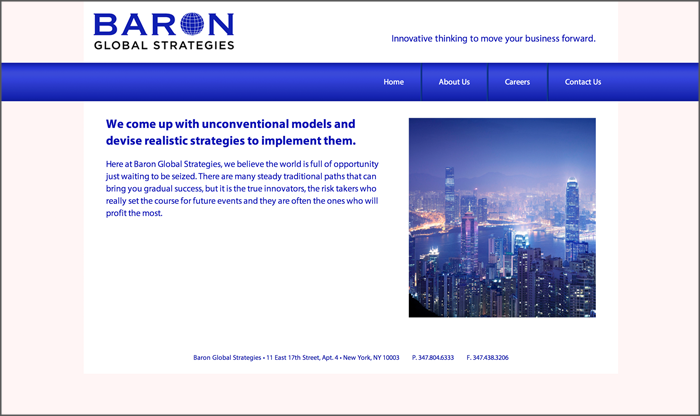 BARON
GLOBAL STRATEGIES
Innovative thinking to move your business forward.
Home
About Us
Careers
Contact Us
We come up with unconventional models and
devise realistic strategies to implement them.
Here at Baron Global Strategies, we believe the world is full of opportunity
just waiting to be seized. There are many steady traditional paths that can
bring you gradual success, but it is the true innovators, the risk takers who
really set the course for future events and they are often the ones who will
profit the most.
Baron Global Strategies • 11 East 17th Street, Apt. 4 • New York, NY 10003 P. 347.804.6333 F. 347.438.3206